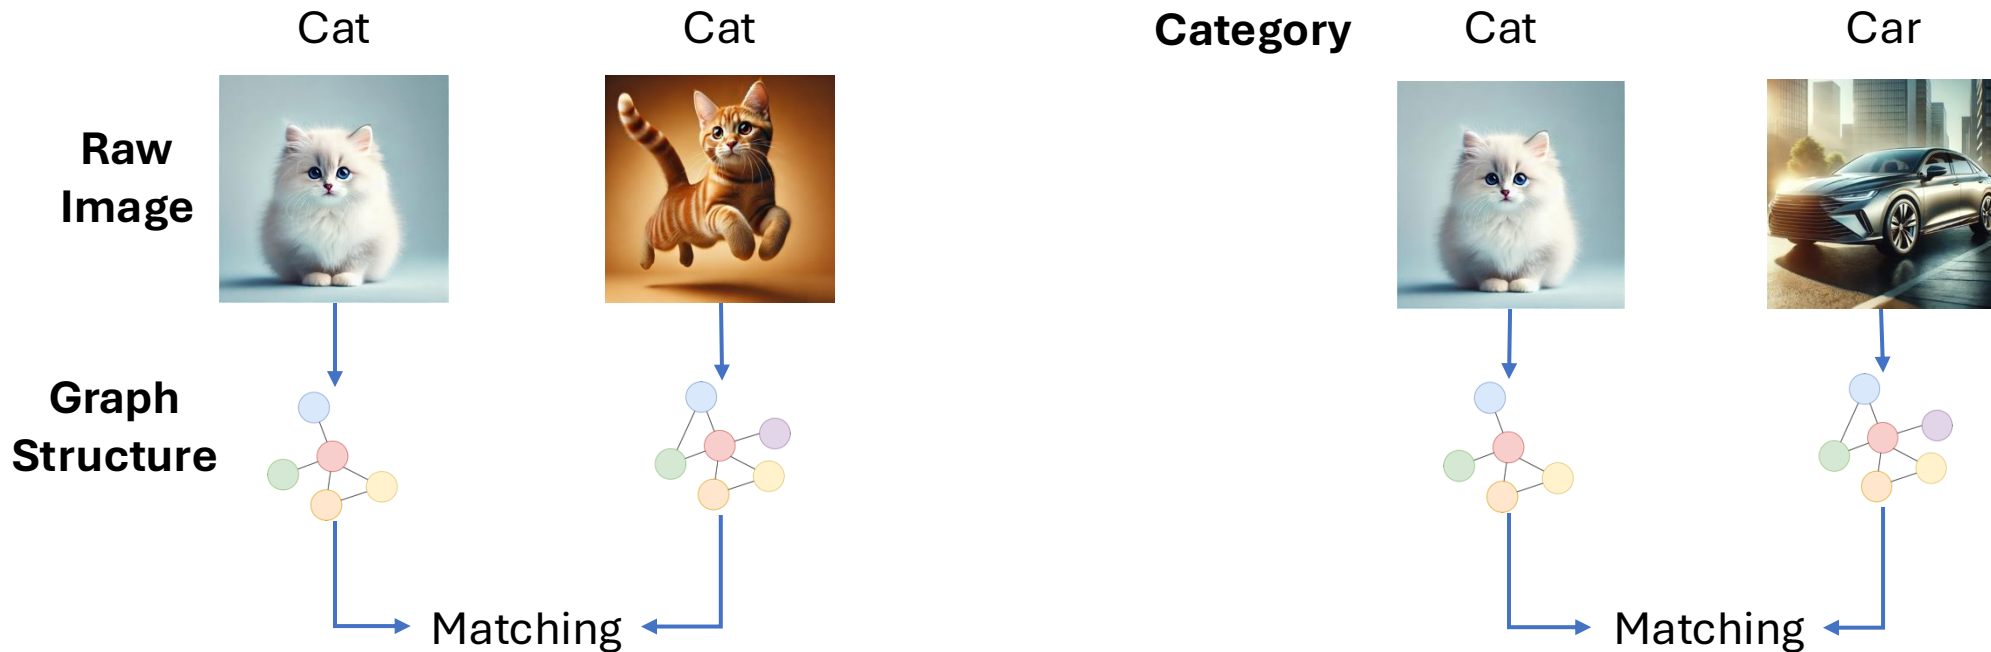 Cat
Cat
Category
Cat
Car
Raw
Image
Graph
Structure
Matching
Matching